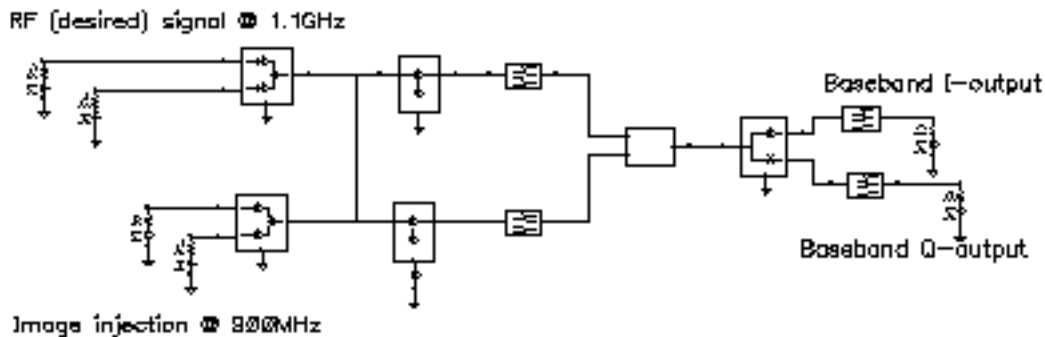 RF (desired) signal @ 1.1GHz
Baseband I-output
Baseband Q-output
Image injection @ 900MHz